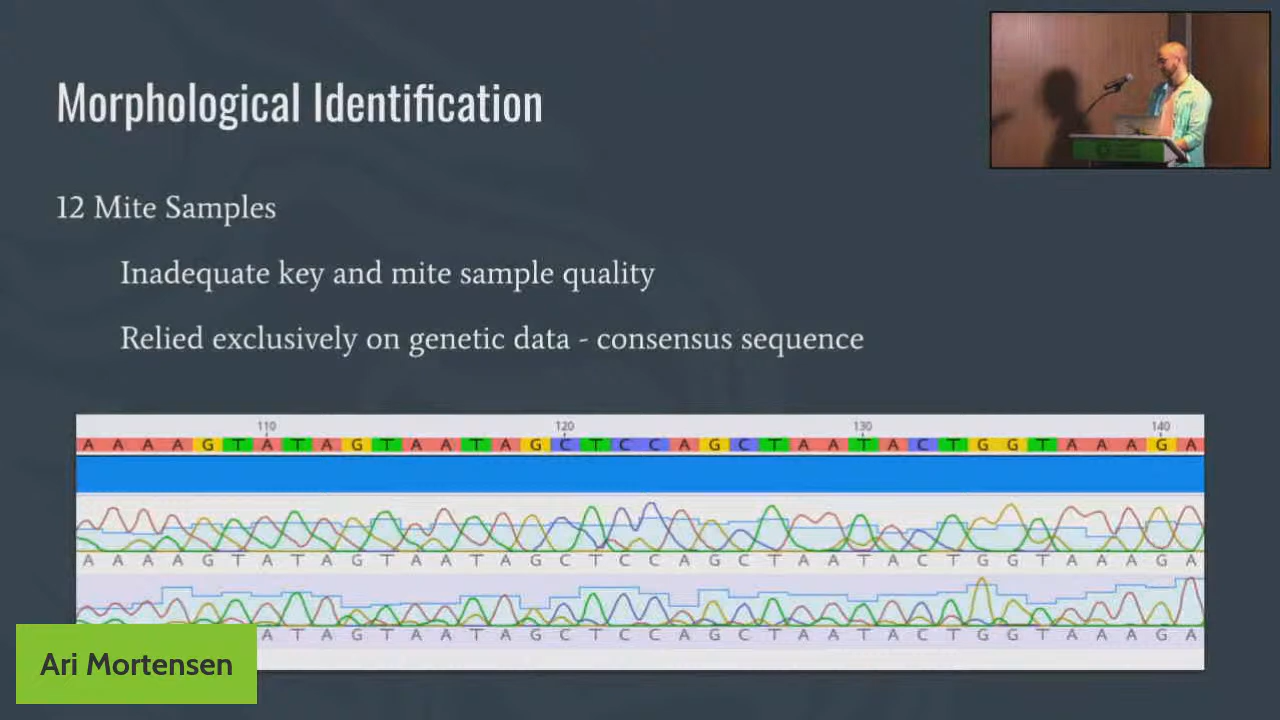 Morphological Identification
12 Mite Samples
Inadequate key and mite sample quality
Relied exclusively on genetic data - consensus sequence
110 120 130 140
A A A A G T A T A G T A A T A G C T C C A G C T A A T A C T G G T A A A G A
A A A A G T A T A G T A A T A G C T C C A G C T A A T A C T G G T A A A G A
A T A G T A A T A G C T C C A G C T A A T A C T G G T A A A G A
Ari Mortensen